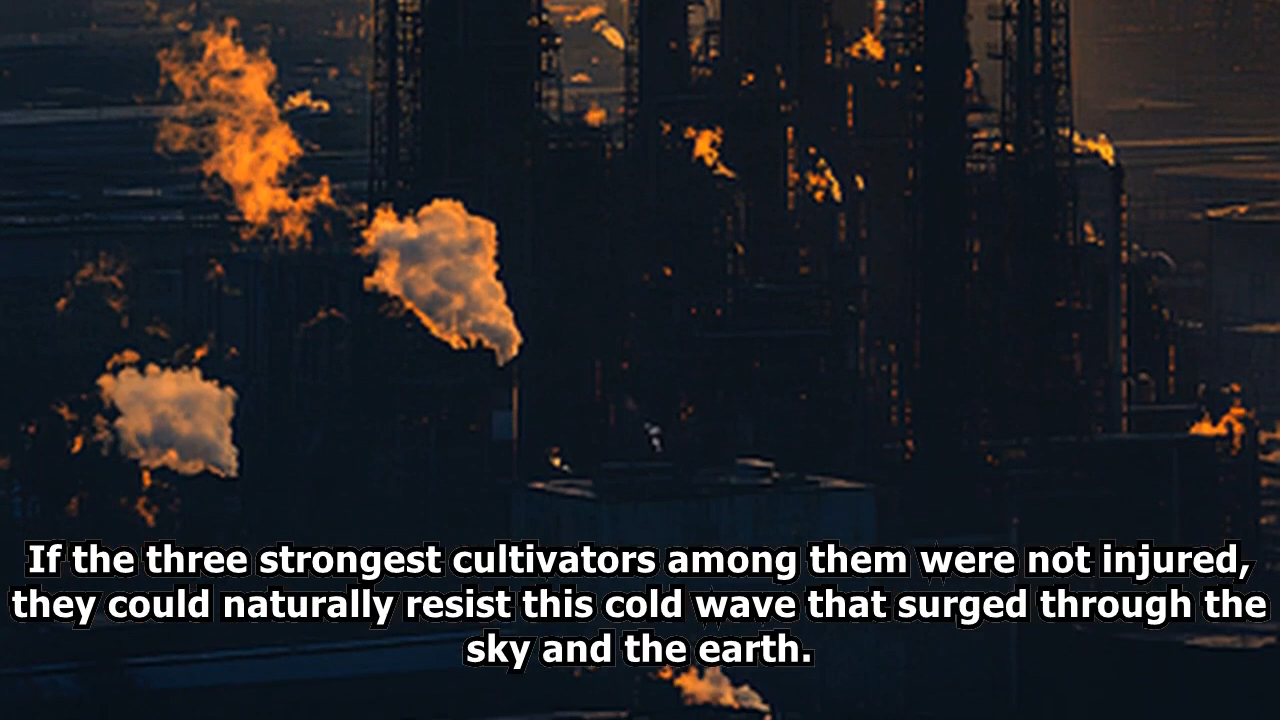 If the three strongest cultivators among them were not injured,
they could naturally resist this cold wave that surged through the
sky and the earth.